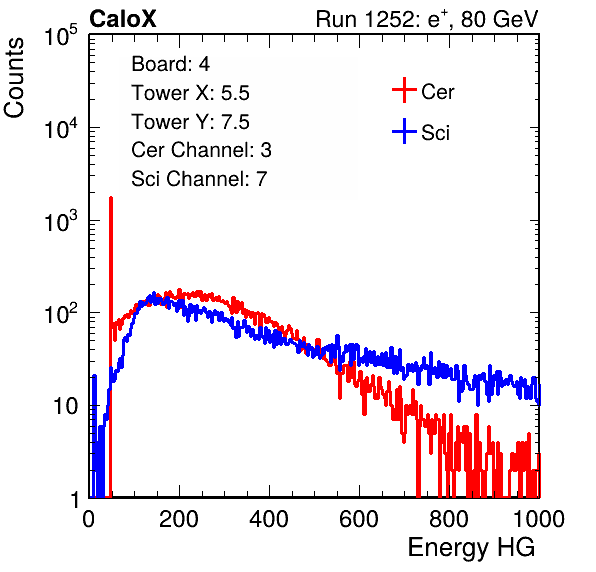 CaloX Run 1252: e⁺, 80 GeV
Counts
10⁵
10⁴
10³
10²
10
1
Board: 4
Tower X: 5.5
Tower Y: 7.5
Cer Channel: 3
Sci Channel: 7
Cer
Sci
0 200 400 600 800 1000
Energy HG